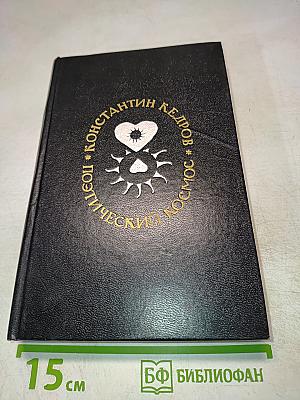 КОНСТАНТИН КЕДРОВ
ПОЭТИЧЕСКИЙ КОСМОС
15 см
БФ БИБЛИОФАН